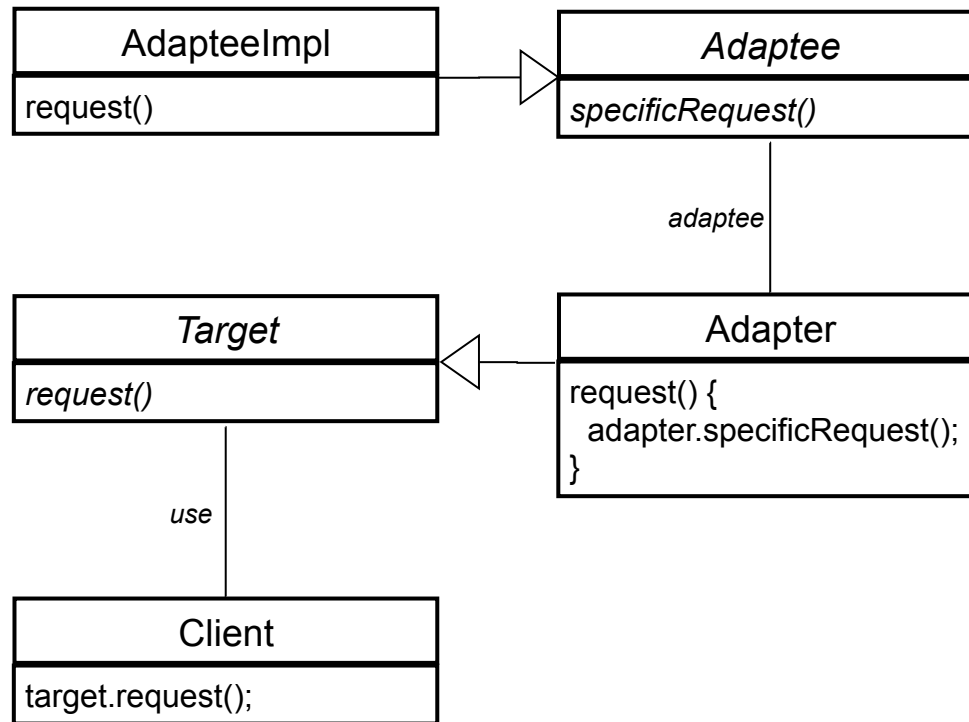 AdapteeImpl
request()
Adaptee
specificRequest()
adaptee
Target
request()
Adapter
request() {
adapter.specificRequest();
}
use
Client
target.request();